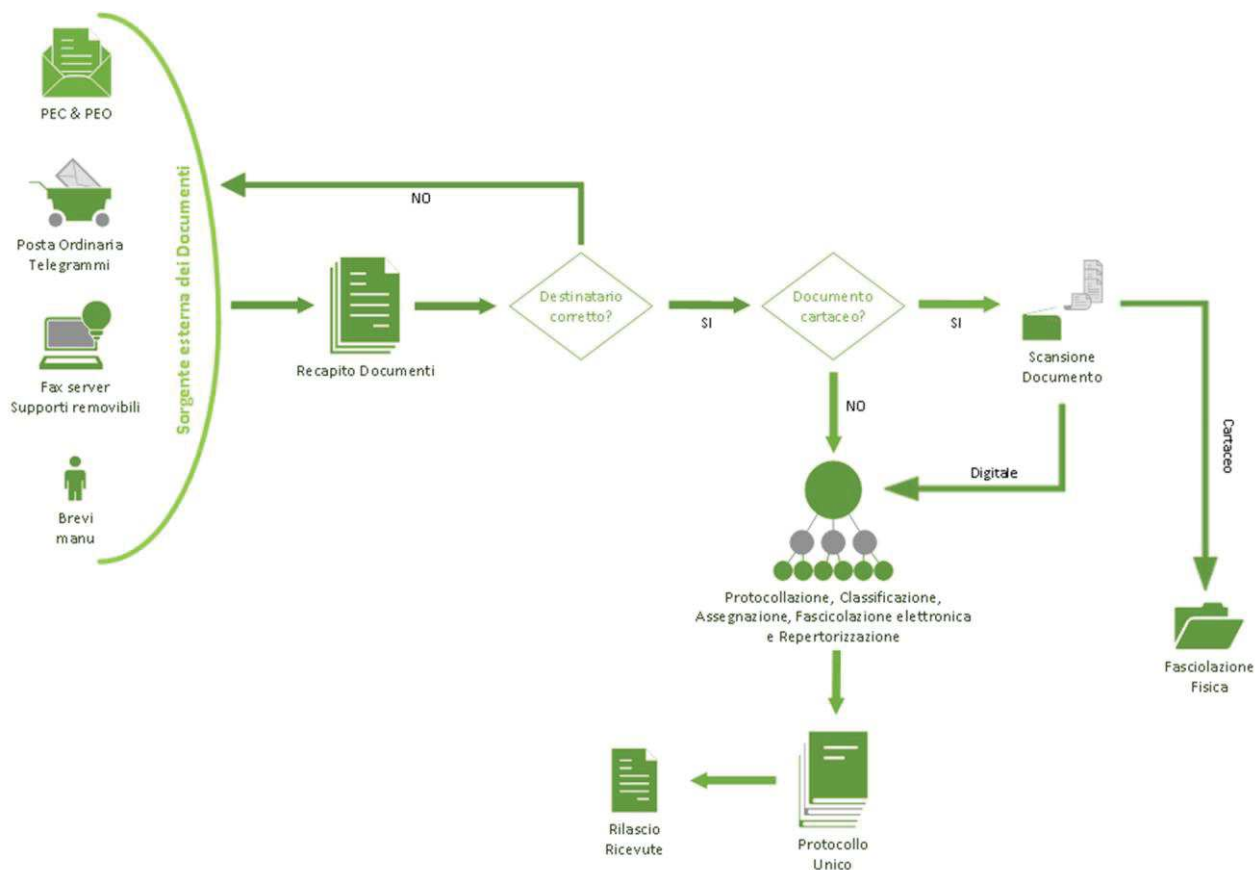 PEC & PEO
Posta Ordinaria
Telegrammi
Fax server
Supporti removibili
Brevi
manu
Sorgente esterna dei Documenti
NO
Recapito Documenti
Destinatario
corretto?
SI
Documento
cartaceo?
SI
Scansione
Documento
NO
Digitale
Cartaceo
Protocollazione, Classificazione,
Assegnazione, Fascicolazione elettronica
e Repertorizzazione
Fasciolazione
Fisica
Rilascio
Ricevute
Protocollo
Unico